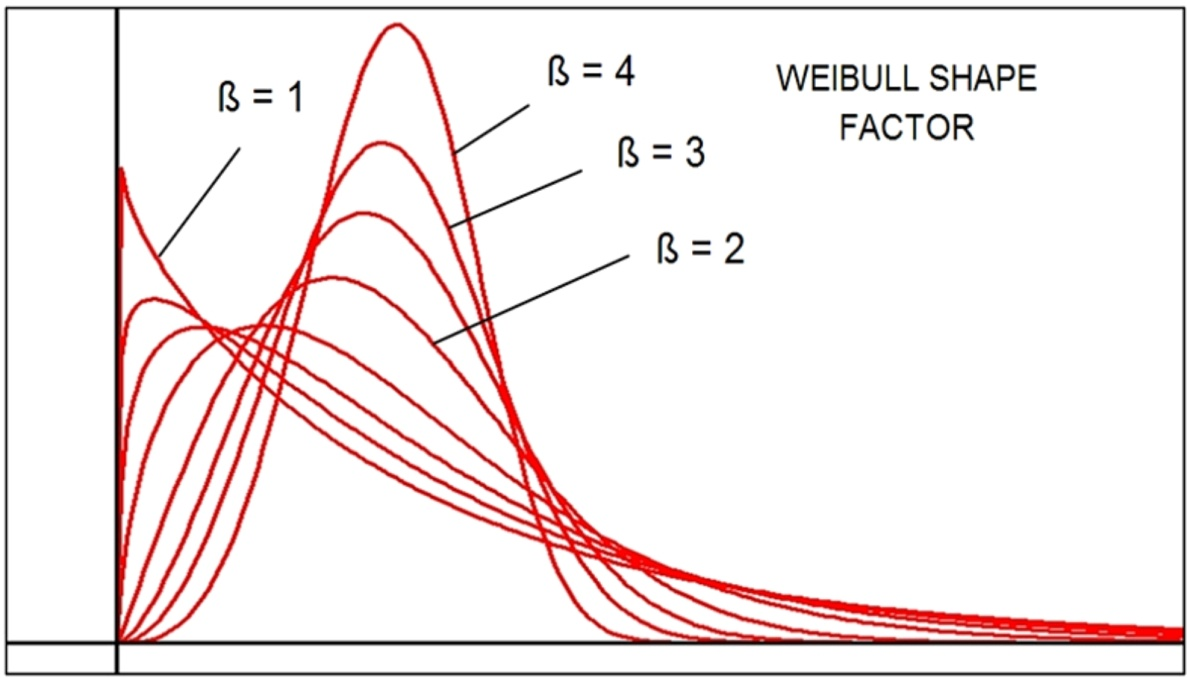 ß = 1
ß = 4
WEIBULL SHAPE
FACTOR
ß = 3
ß = 2